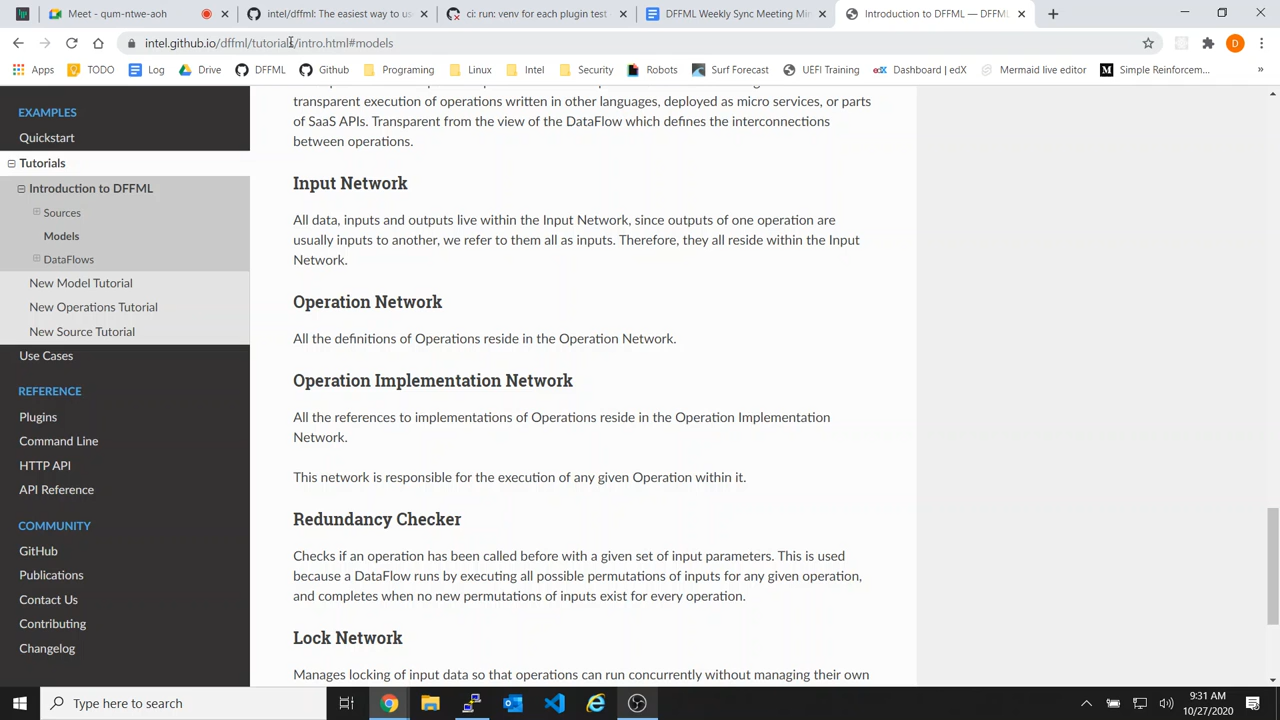 Meet - qum-ntwe-aoh
intel/dffml: The easiest way to us
ci: run: venv for each plugin test
DFFML Weekly Sync Meeting Mi
Introduction to DFFML — DFFML
intel.github.io/dffml/tutorials/intro.html#models
Apps
TODO
Log
Drive
DFFML
Github
Programing
Linux
Intel
Security
Robots
Surf Forecast
UEFI Training
Dashboard | edX
Mermaid live editor
Simple Reinforcem...
EXAMPLES
Quickstart
Tutorials
Introduction to DFFML
Sources
Models
DataFlows
New Model Tutorial
New Operations Tutorial
New Source Tutorial
Use Cases
REFERENCE
Plugins
Command Line
HTTP API
API Reference
COMMUNITY
GitHub
Publications
Contact Us
Contributing
Changelog
transparent execution of operations written in other languages, deployed as micro services, or parts
of SaaS APIs. Transparent from the view of the DataFlow which defines the interconnections
between operations.
Input Network
All data, inputs and outputs live within the Input Network, since outputs of one operation are
usually inputs to another, we refer to them all as inputs. Therefore, they all reside within the Input
Network.
Operation Network
All the definitions of Operations reside in the Operation Network.
Operation Implementation Network
All the references to implementations of Operations reside in the Operation Implementation
Network.
This network is responsible for the execution of any given Operation within it.
Redundancy Checker
Checks if an operation has been called before with a given set of input parameters. This is used
because a DataFlow runs by executing all possible permutations of inputs for any given operation,
and completes when no new permutations of inputs exist for every operation.
Lock Network
Manages locking of input data so that operations can run concurrently without managing their own
Type here to search
9:31 AM
10/27/2020